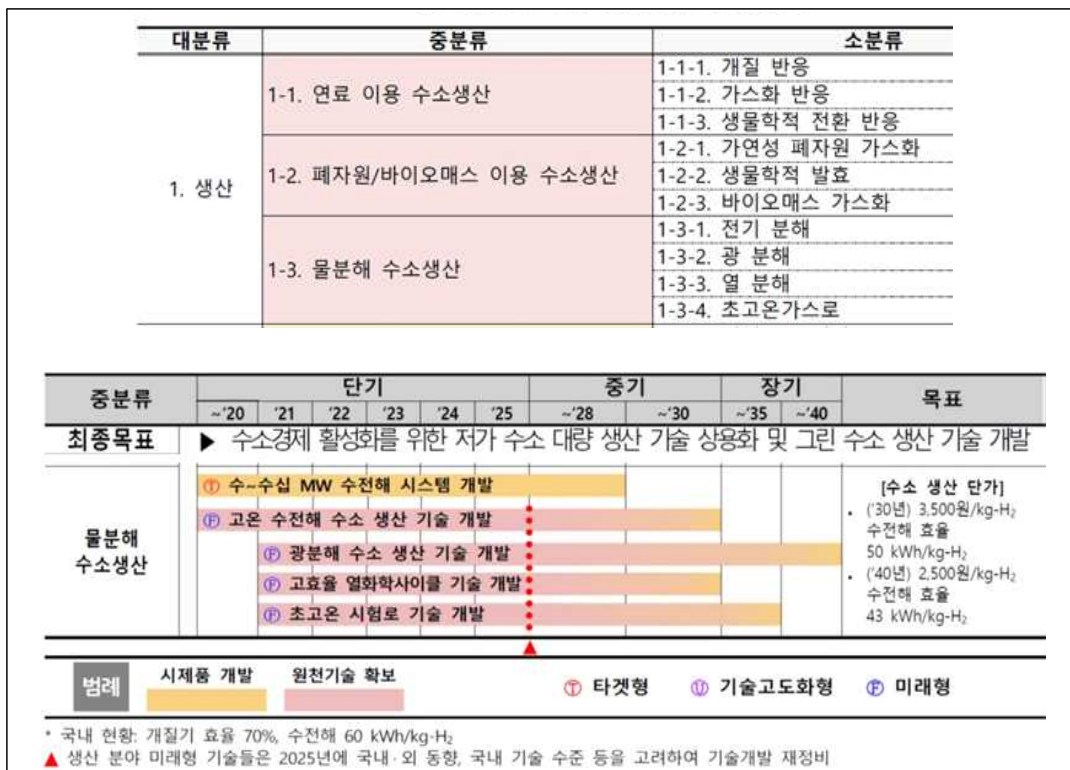 대분류 중분류 소분류
1. 생산
1-1. 연료 이용 수소생산
1-1-1. 개질 반응
1-1-2. 가스화 반응
1-1-3. 생물학적 전환 반응
1-2. 폐자원/바이오매스 이용 수소생산
1-2-1. 가연성 폐자원 가스화
1-2-2. 생물학적 발효
1-2-3. 바이오매스 가스화
1-3. 물분해 수소생산
1-3-1. 전기 분해
1-3-2. 광 분해
1-3-3. 열 분해
1-3-4. 초고온가스로
중분류 단기 중기 장기 목표
~'20 '21 '22 '23 '24 '25 ~'28 ~'30 ~'35 ~'40
최종목표 ▶ 수소경제 활성화를 위한 저가 수소 대량 생산 기술 상용화 및 그린 수소 생산 기술 개발
물분해
수소생산
Ⓣ 수~수십 MW 수전해 시스템 개발
Ⓕ 고온 수전해 수소 생산 기술 개발
Ⓕ 광분해 수소 생산 기술 개발
Ⓕ 고효율 열화학사이클 기술 개발
Ⓕ 초고온 시험로 기술 개발
[수소 생산 단가]
• ('30년) 3,500원/kg-H₂
수전해 효율
50 kWh/kg-H₂
• ('40년) 2,500원/kg-H₂
수전해 효율
43 kWh/kg-H₂
범례 시제품 개발 원천기술 확보 Ⓣ 타겟형 Ⓤ 기술고도화형 Ⓕ 미래형
* 국내 현황: 개질기 효율 70%, 수전해 60 kWh/kg-H₂
▲ 생산 분야 미래형 기술들은 2025년에 국내·외 동향, 국내 기술 수준 등을 고려하여 기술개발 재정비